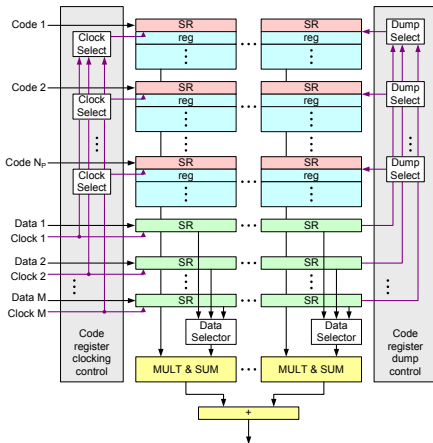 Code 1
SR
SR
Clock
Select
reg
reg
Dump
Select
Code 2
SR
SR
Clock
Select
reg
reg
Dump
Select
Code NP
SR
SR
Clock
Select
reg
reg
Dump
Select
Data 1
SR
SR
Clock 1
Data 2
SR
SR
Clock 2
Data M
SR
SR
Clock M
Code
register
clocking
control
Data
Selector
Data
Selector
Code
register
dump
control
MULT & SUM
MULT & SUM
+